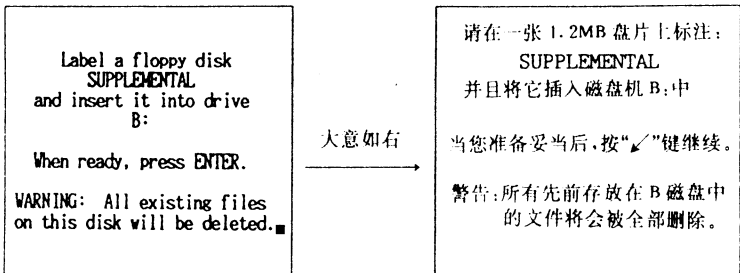 Label a floppy disk
SUPPLEMENTAL
and insert it into drive
B:
When ready, press ENTER.
WARNING: All existing files
on this disk will be deleted.
大意如右
请在一张 1.2MB 盘片上标注:
SUPPLEMENTAL
并且将它插入磁盘机 B:中
当您准备妥当后,按“↙”键继续。
警告:所有先前存放在 B 磁盘中
的文件将会被全部删除。